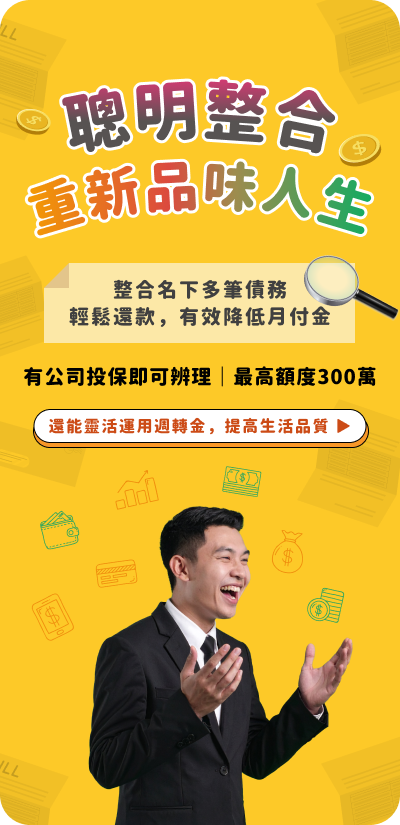 聰明整合
重新品味人生
整合名下多筆債務
輕鬆還款，有效降低月付金
有公司投保即可辨理｜最高額度300萬
還能靈活運用週轉金，提高生活品質 ▶